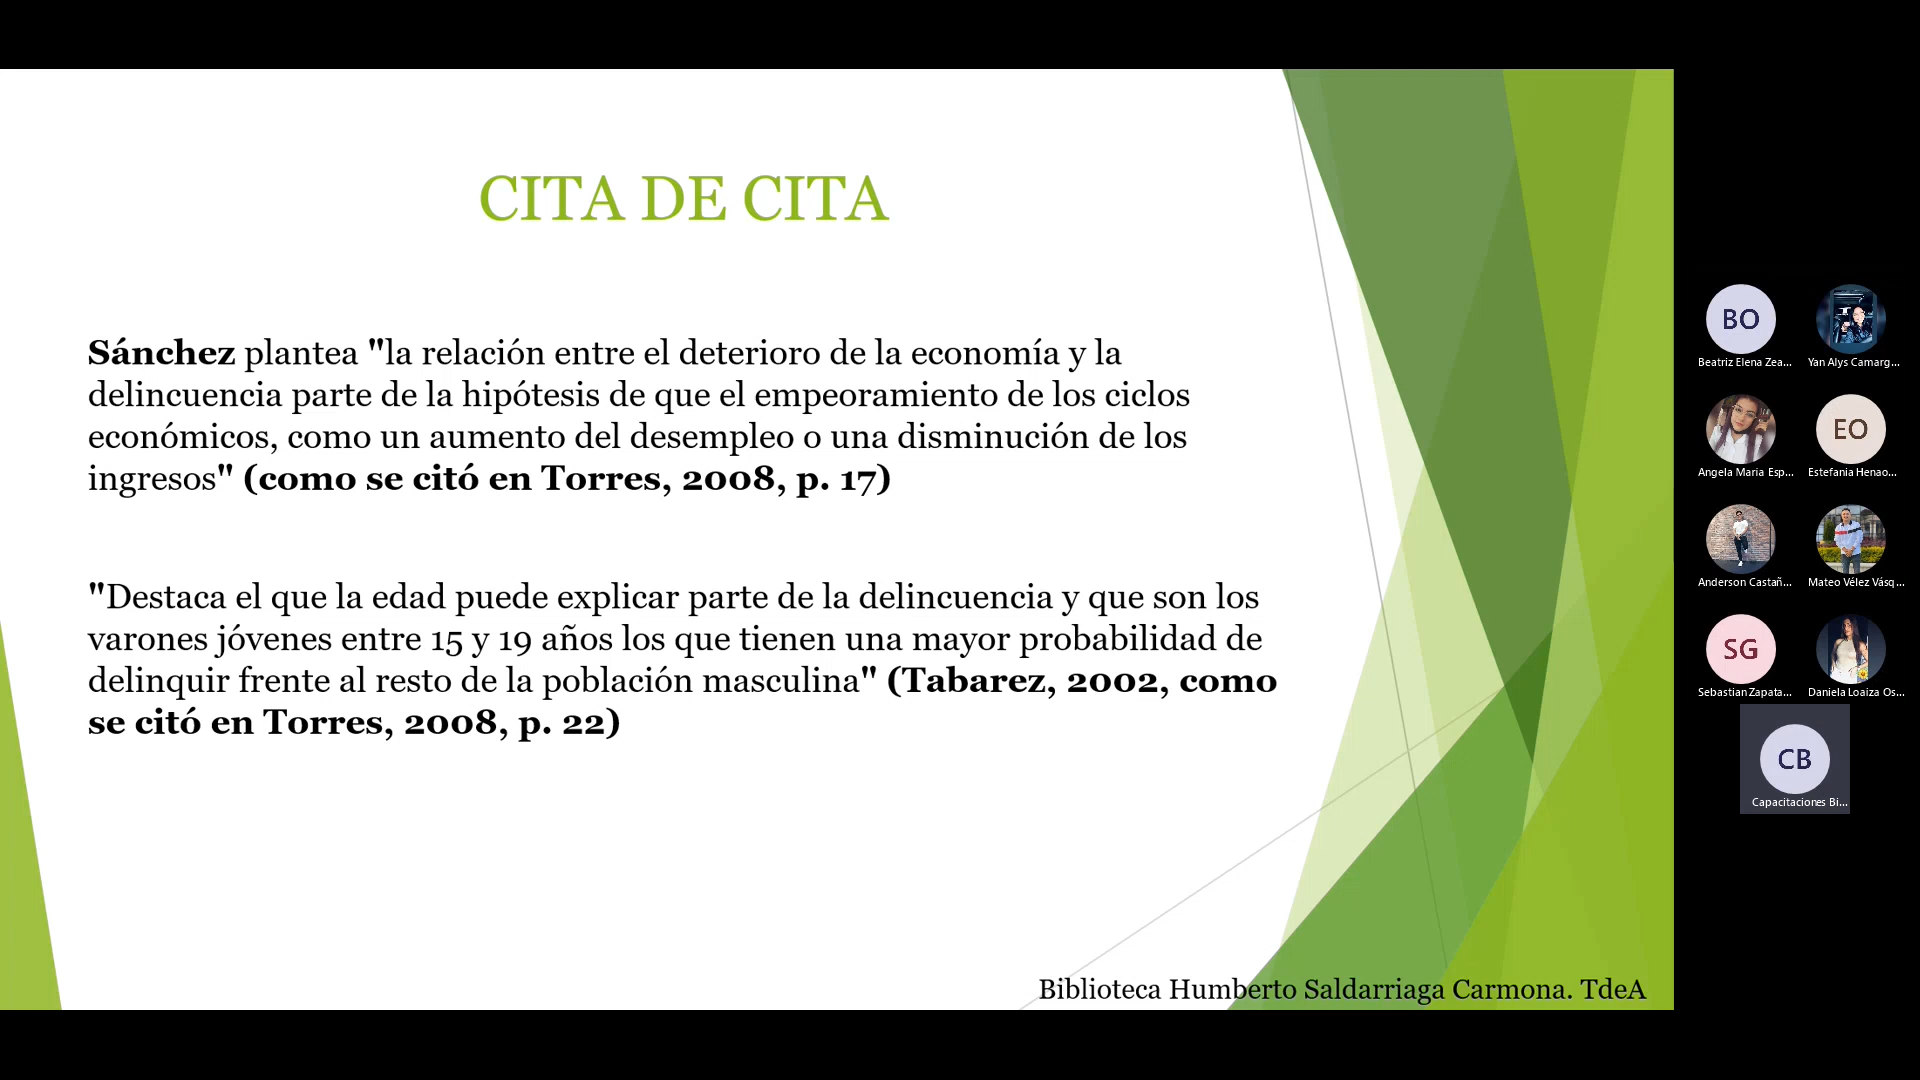 CITA DE CITA
Sánchez plantea "la relación entre el deterioro de la economía y la
delincuencia parte de la hipótesis de que el empeoramiento de los ciclos
económicos, como un aumento del desempleo o una disminución de los
ingresos" (como se citó en Torres, 2008, p. 17)
"Destaca el que la edad puede explicar parte de la delincuencia y que son los
varones jóvenes entre 15 y 19 años los que tienen una mayor probabilidad de
delinquir frente al resto de la población masculina" (Tabarez, 2002, como
se citó en Torres, 2008, p. 22)
Biblioteca Humberto Saldarriaga Carmona. TdeA
BO
Beatriz Elena Zea...
Yan Alys Camarg...
Angela Maria Esp...
EO
Estefania Henao...
Anderson Castañ...
Mateo Vélez Vásq...
SG
Sebastian Zapata...
Daniela Loaiza Os...
CB
Capacitaciones Bi...